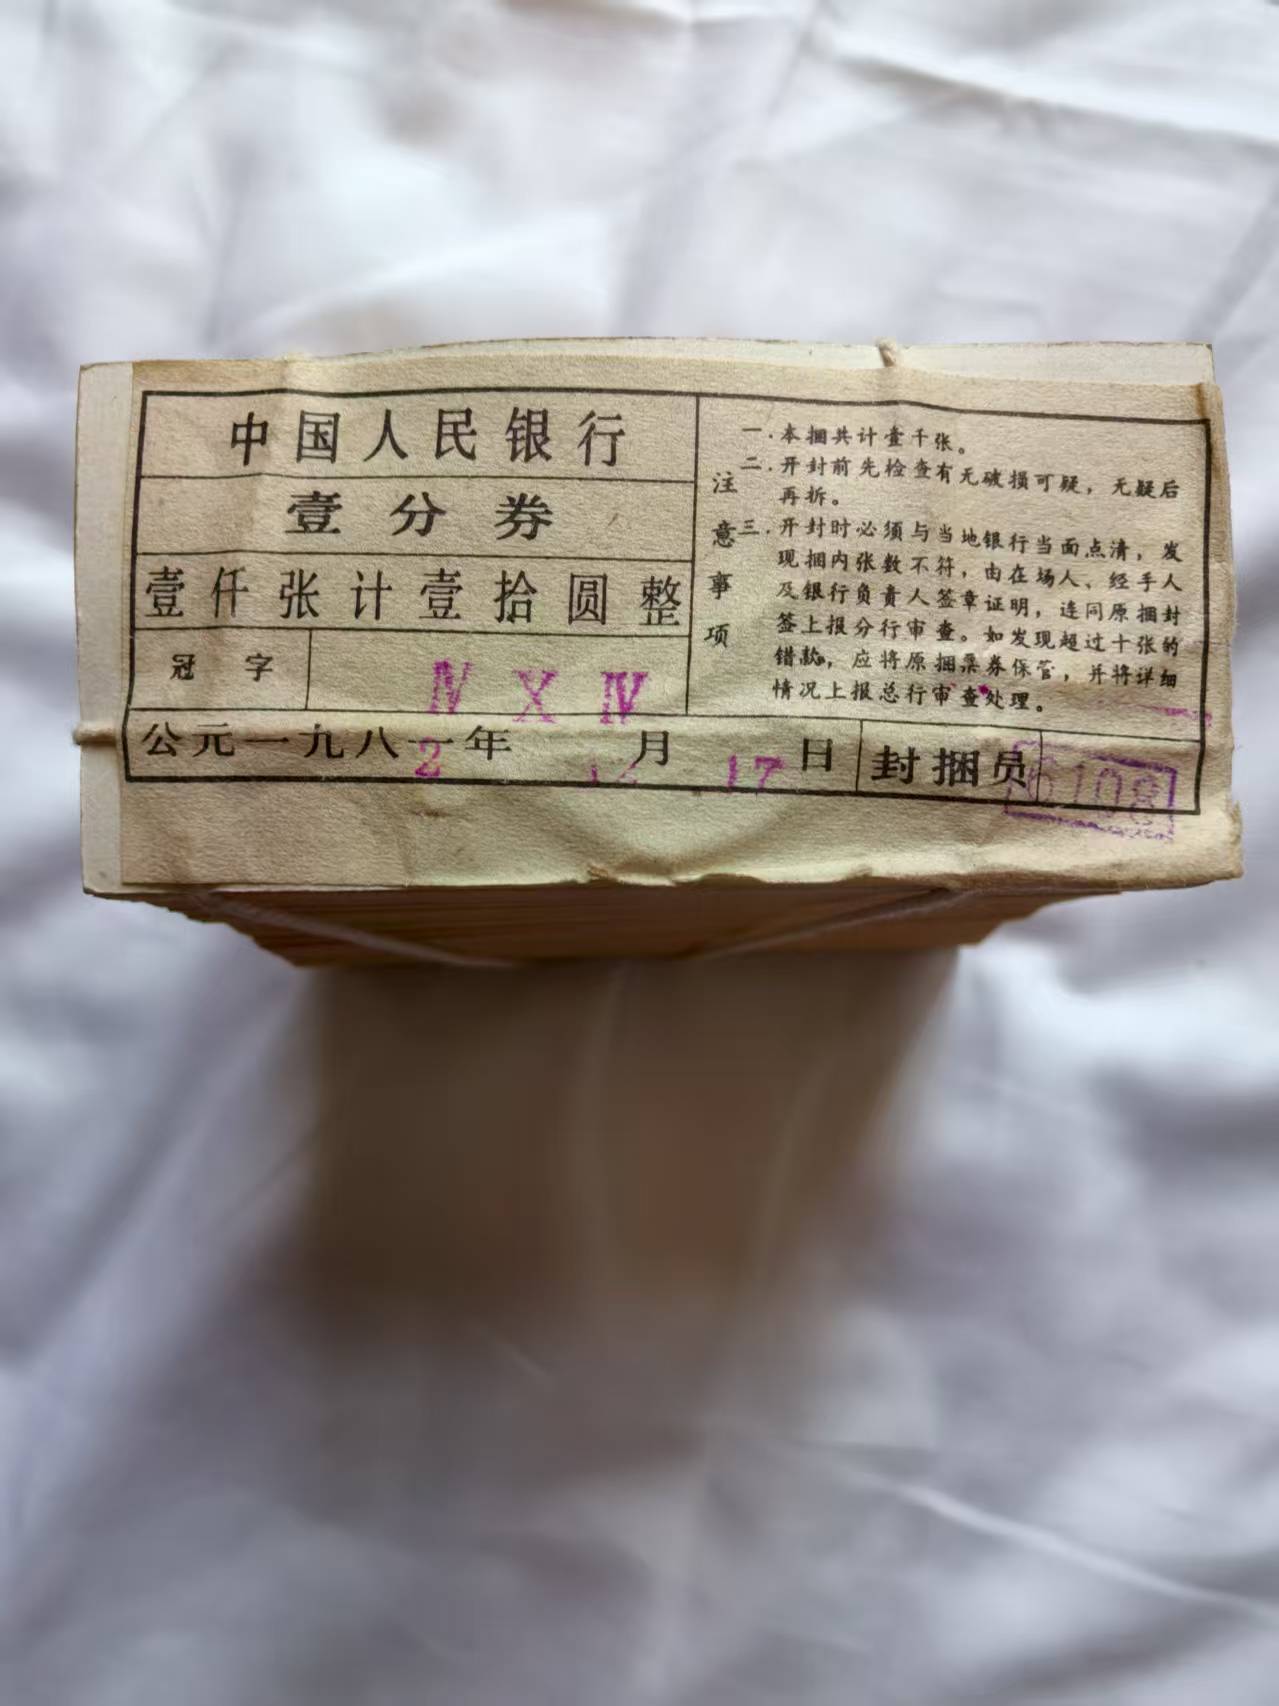 中国人民银行
壹分券
壹仟张计壹拾圆整
冠字 Ⅳ Ⅹ Ⅳ
公元一九八一年 2 月 17 日 封捆员 6108
注意事项
一．本捆共计壹千张。
二．开封前先检查有无破损可疑，无疑后
再拆。
三．开封时必须与当地银行当面点清，发
现捆内张数不符，由在场人、经手人
及银行负责人签章证明，连同原捆封
签上报分行审查。如发现超过十张的
错款，应将原捆票券保管，并将详细
情况上报总行审查处理。